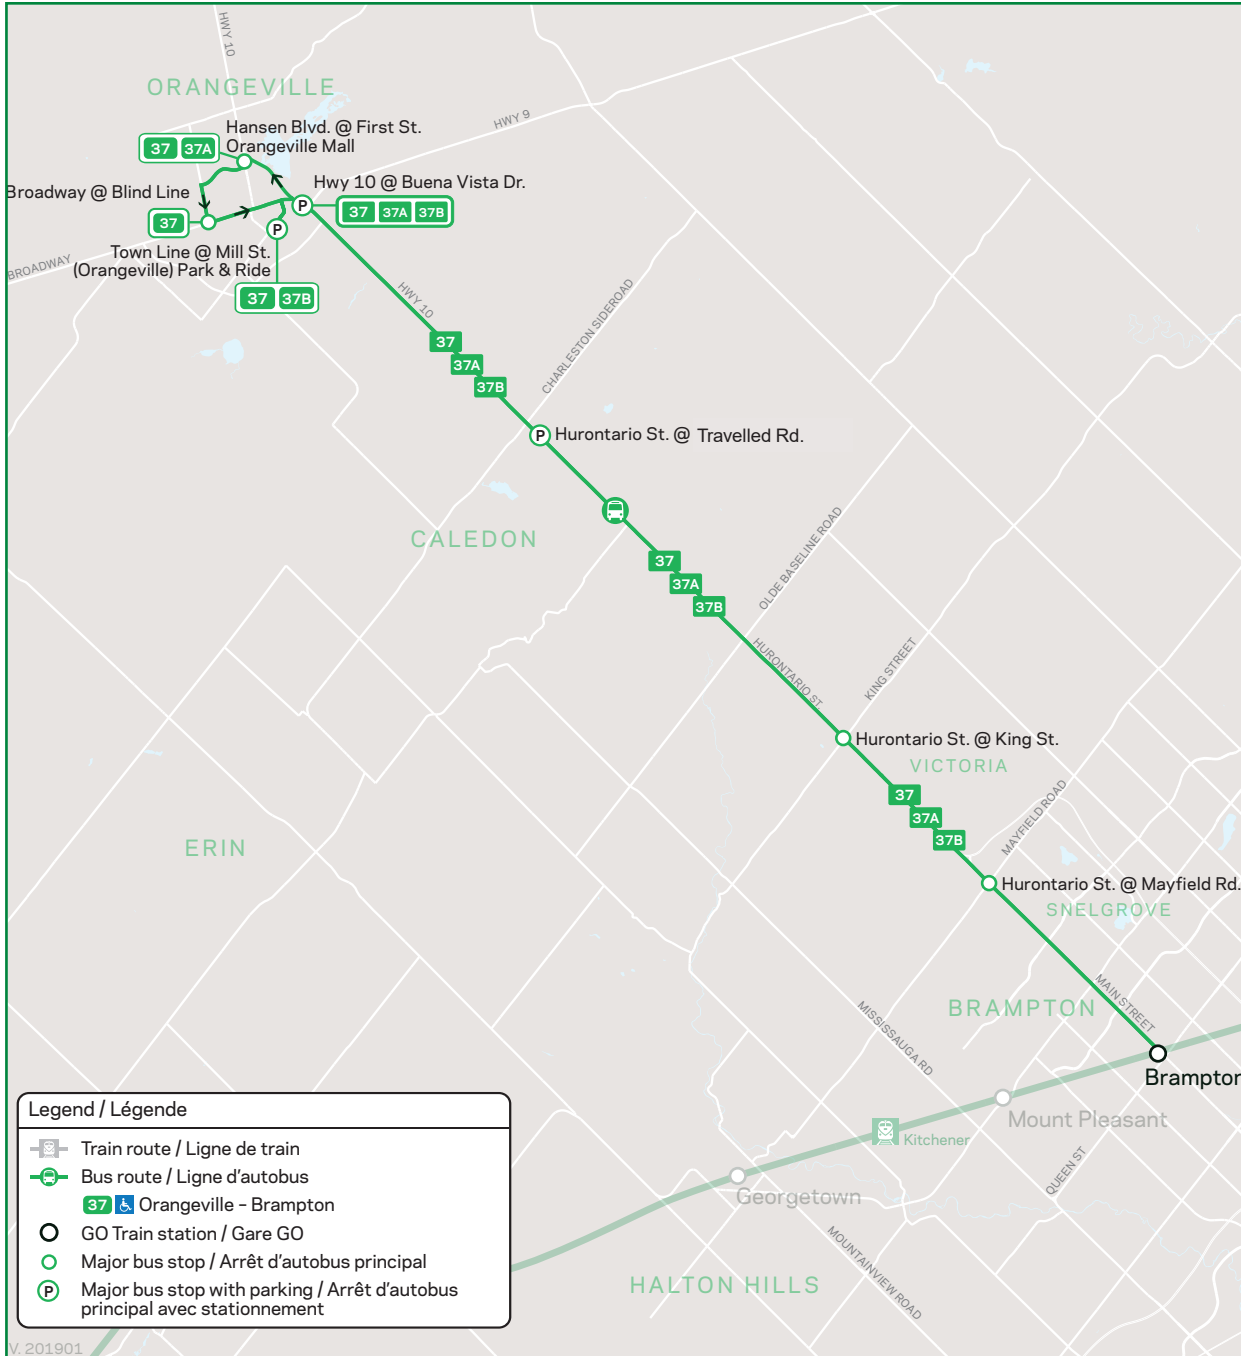 HWY 10
ORANGEVILLE
HWY 9
Hansen Blvd. @ First St.
Orangeville Mall
37 37A
Hwy 10 @ Buena Vista Dr.
37 37A 37B
Broadway @ Blind Line
37
Town Line @ Mill St.
(Orangeville) Park & Ride
BROADWAY
37 37B
P
P
HWY 10
CHARLESTON SIDEROAD
37
37A
37B
P
Hurontario St. @ Travelled Rd.
CALEDON
OLDE BASELINE ROAD
37
37A
37B
HURONTARIO ST.
KING STREET
Hurontario St. @ King St.
VICTORIA
37
37A
37B
MAYFIELD ROAD
ERIN
Hurontario St. @ Mayfield Rd.
SNELGROVE
MAIN STREET
BRAMPTON
MISSISSAUGA RD
Brampton
Mount Pleasant
Kitchener
QUEEN ST
Georgetown
MOUNTAINVIEW ROAD
HALTON HILLS
Legend / Légende
Train route / Ligne de train
Bus route / Ligne d'autobus
37 Orangeville – Brampton
GO Train station / Gare GO
Major bus stop / Arrêt d'autobus principal
P Major bus stop with parking / Arrêt d'autobus
principal avec stationnement
V. 201901